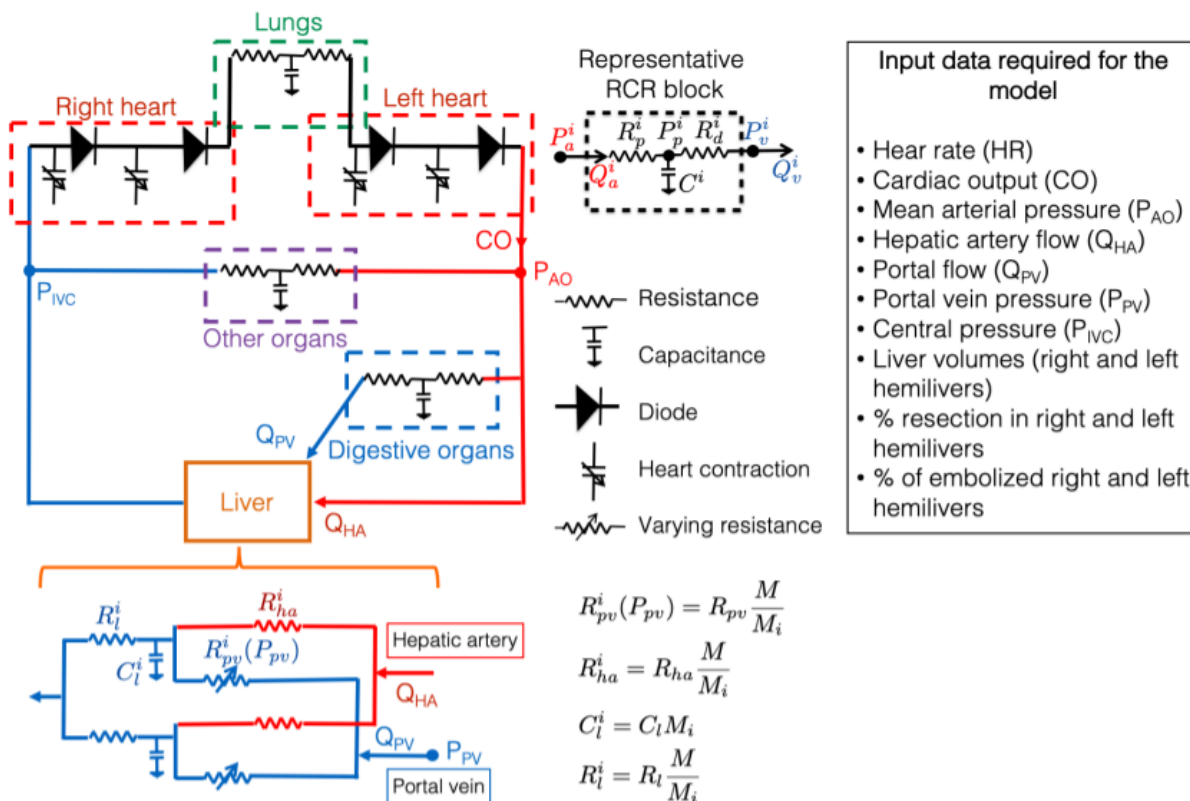 Lungs
Right heart
Left heart
CO
P_AO
P_IVC
Other organs
Q_PV
Digestive organs
Liver
Q_HA
R_l^i
C_l^i
R_ha^i
R_pv^i(P_pv)
Hepatic artery
Q_HA
Q_PV
P_PV
Portal vein
Representative
RCR block
P_a^i
Q_a^i
R_p^i
P_p^i
R_d^i
C^i
P_v^i
Q_v^i
Resistance
Capacitance
Diode
Heart contraction
Varying resistance
R_pv^i(P_pv) = R_pv M/M_i
R_ha^i = R_ha M/M_i
C_l^i = C_l M_i
R_l^i = R_l M/M_i
Input data required for the
model
• Hear rate (HR)
• Cardiac output (CO)
• Mean arterial pressure (P_AO)
• Hepatic artery flow (Q_HA)
• Portal flow (Q_PV)
• Portal vein pressure (P_PV)
• Central pressure (P_IVC)
• Liver volumes (right and left
hemilivers)
• % resection in right and left
hemilivers
• % of embolized right and left
hemilivers